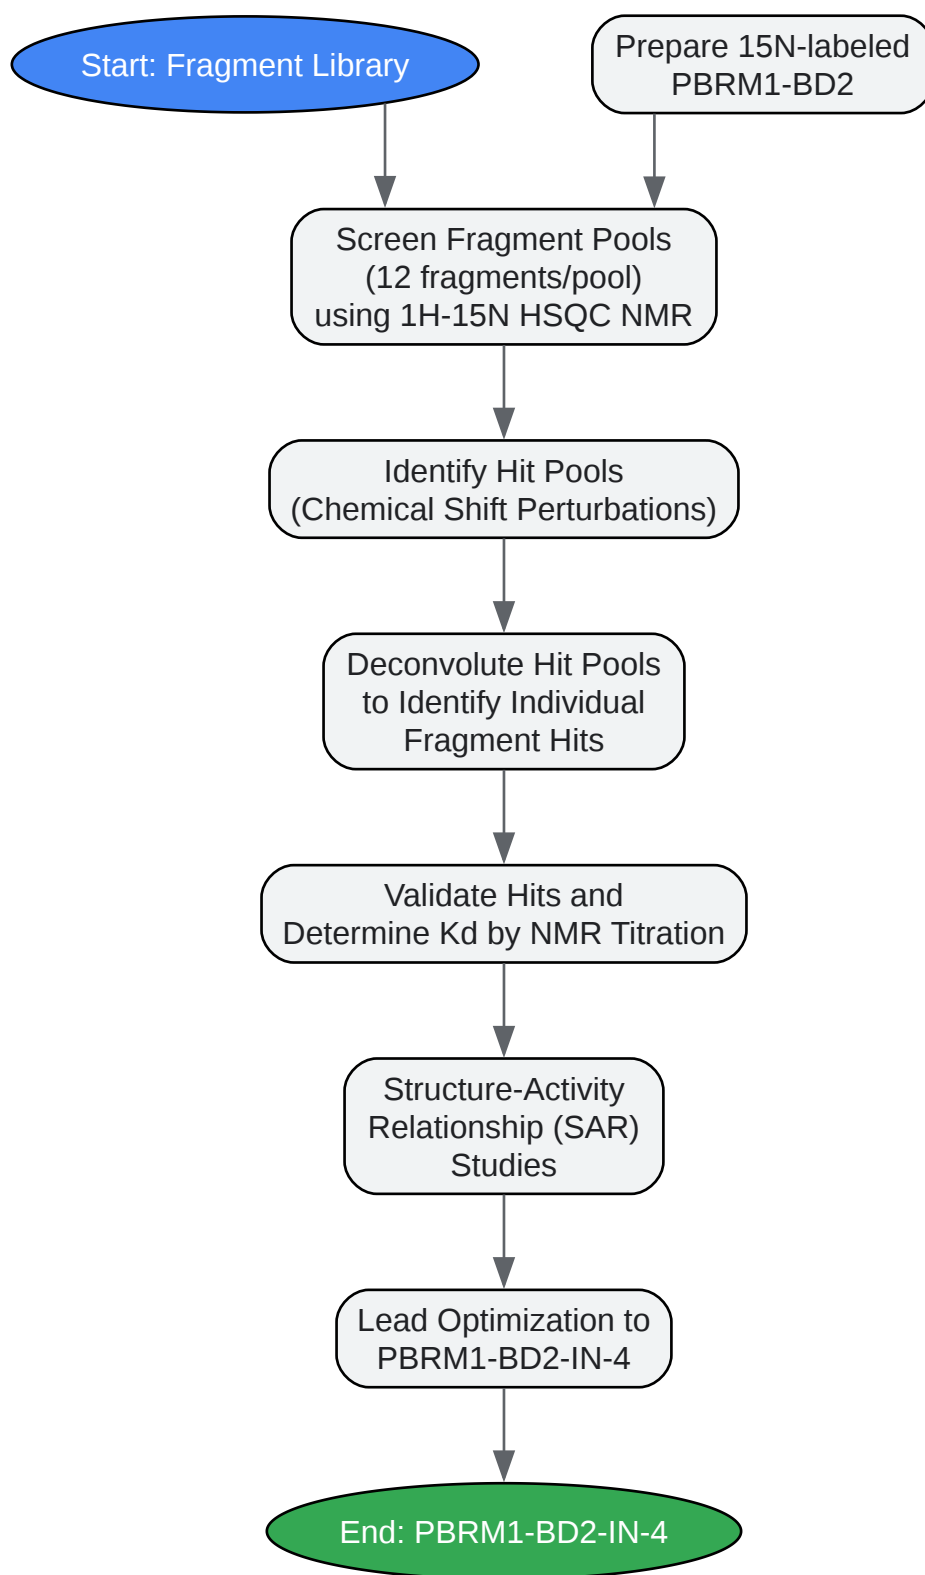 Start: Fragment Library
Prepare 15N-labeled
PBRM1-BD2
Screen Fragment Pools
(12 fragments/pool)
using 1H-15N HSQC NMR
Identify Hit Pools
(Chemical Shift Perturbations)
Deconvolute Hit Pools
to Identify Individual
Fragment Hits
Validate Hits and
Determine Kd by NMR Titration
Structure-Activity
Relationship (SAR)
Studies
Lead Optimization to
PBRM1-BD2-IN-4
End: PBRM1-BD2-IN-4